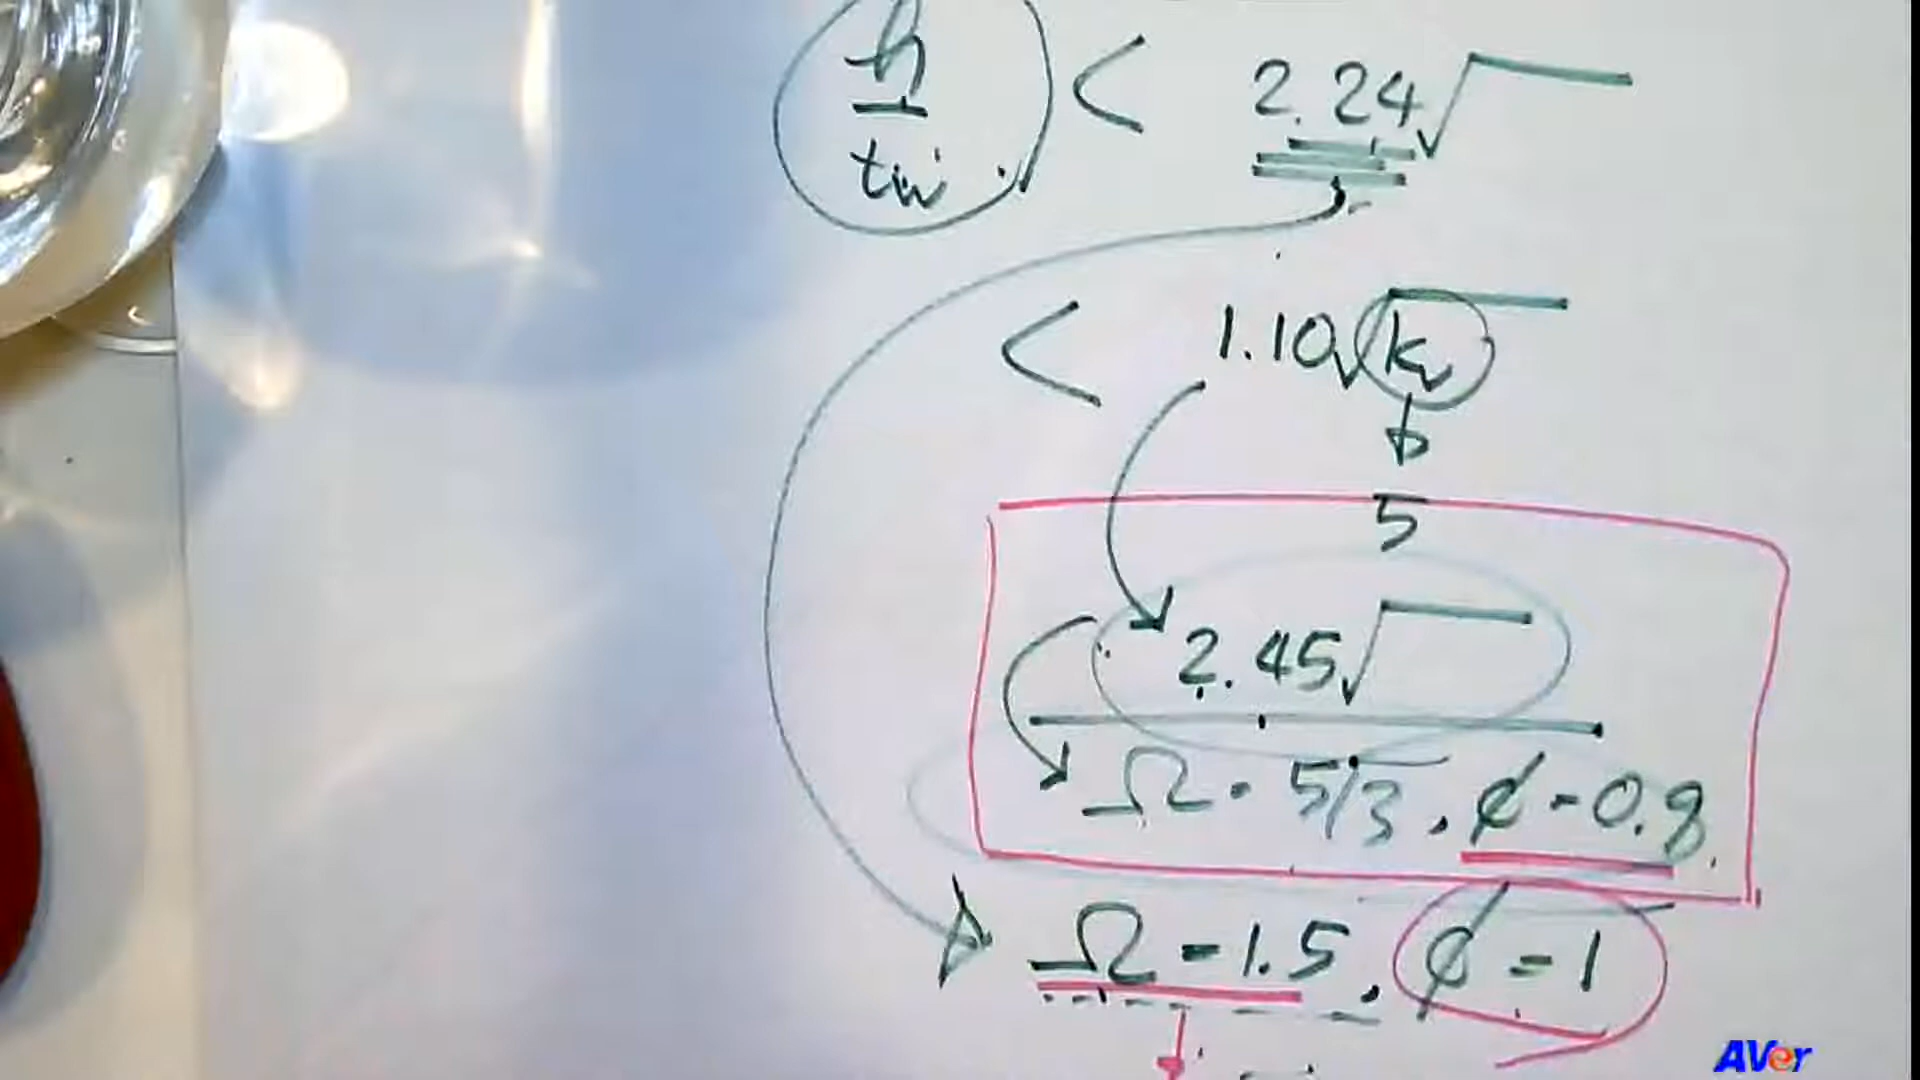 h/tw < 2.24√
< 1.10√kv
5
2.45√
Ω = 5/3, ϕ = 0.9
Ω = 1.5, ϕ = 1
AVer